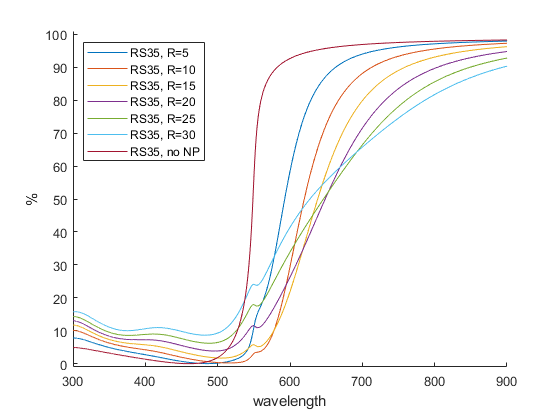 100
90
80
70
60
50
40
30
20
10
0
%
RS35, R=5
RS35, R=10
RS35, R=15
RS35, R=20
RS35, R=25
RS35, R=30
RS35, no NP
300 400 500 600 700 800 900
wavelength